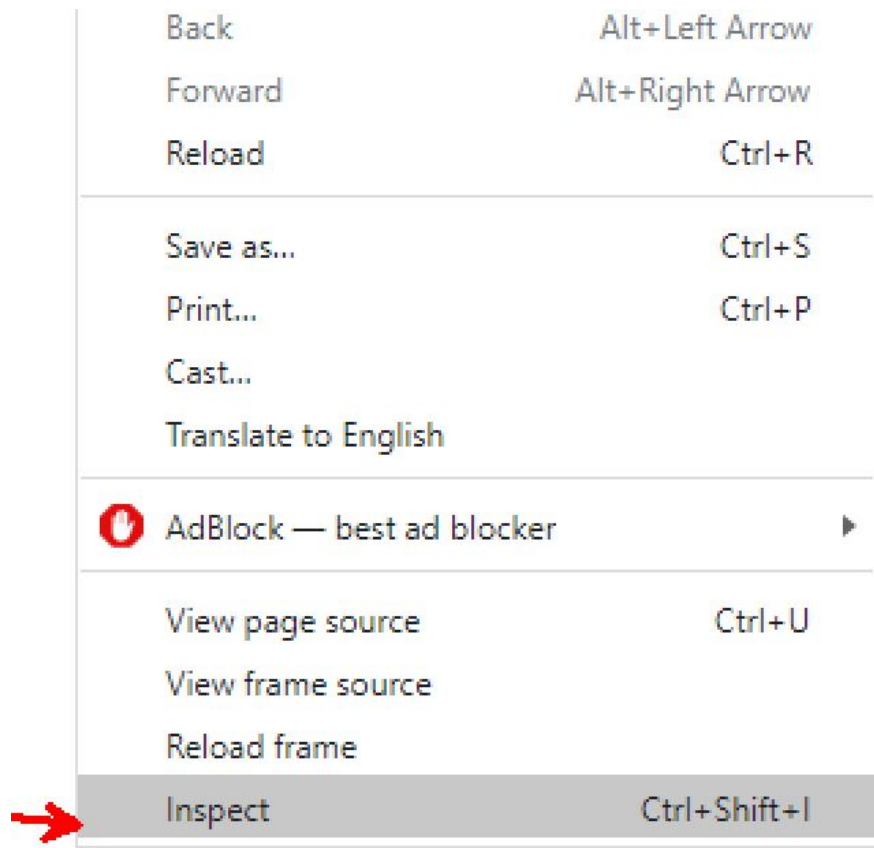 Back Alt+Left Arrow
Forward Alt+Right Arrow
Reload Ctrl+R
Save as... Ctrl+S
Print... Ctrl+P
Cast...
Translate to English
AdBlock — best ad blocker
View page source Ctrl+U
View frame source
Reload frame
Inspect Ctrl+Shift+I